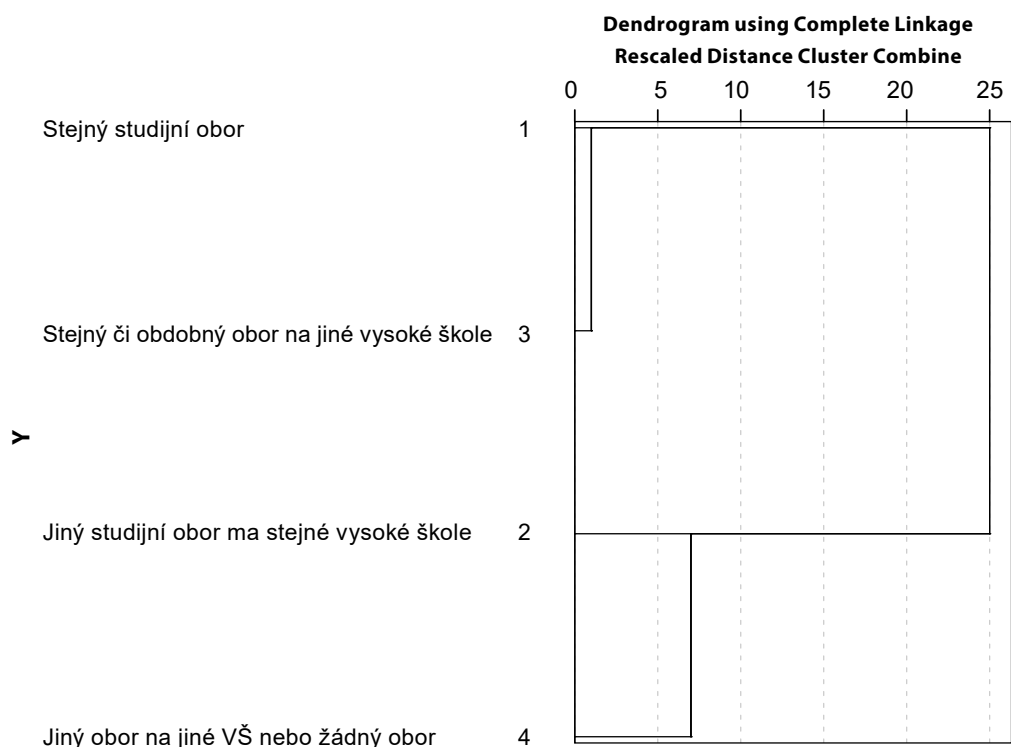 Dendrogram using Complete Linkage
Rescaled Distance Cluster Combine
0 5 10 15 20 25
Stejný studijní obor 1
Stejný či obdobný obor na jiné vysoké škole 3
Y
Jiný studijní obor ma stejné vysoké škole 2
Jiný obor na jiné VŠ nebo žádný obor 4